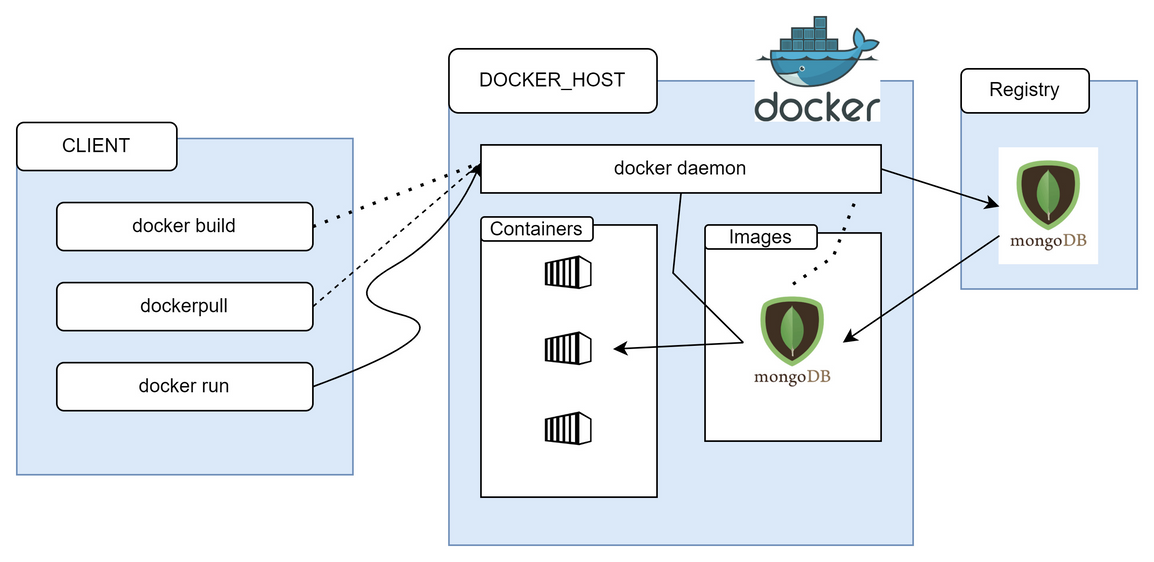 CLIENT
docker build
dockerpull
docker run
DOCKER_HOST
docker
docker daemon
Containers
Images
mongoDB
Registry
mongoDB